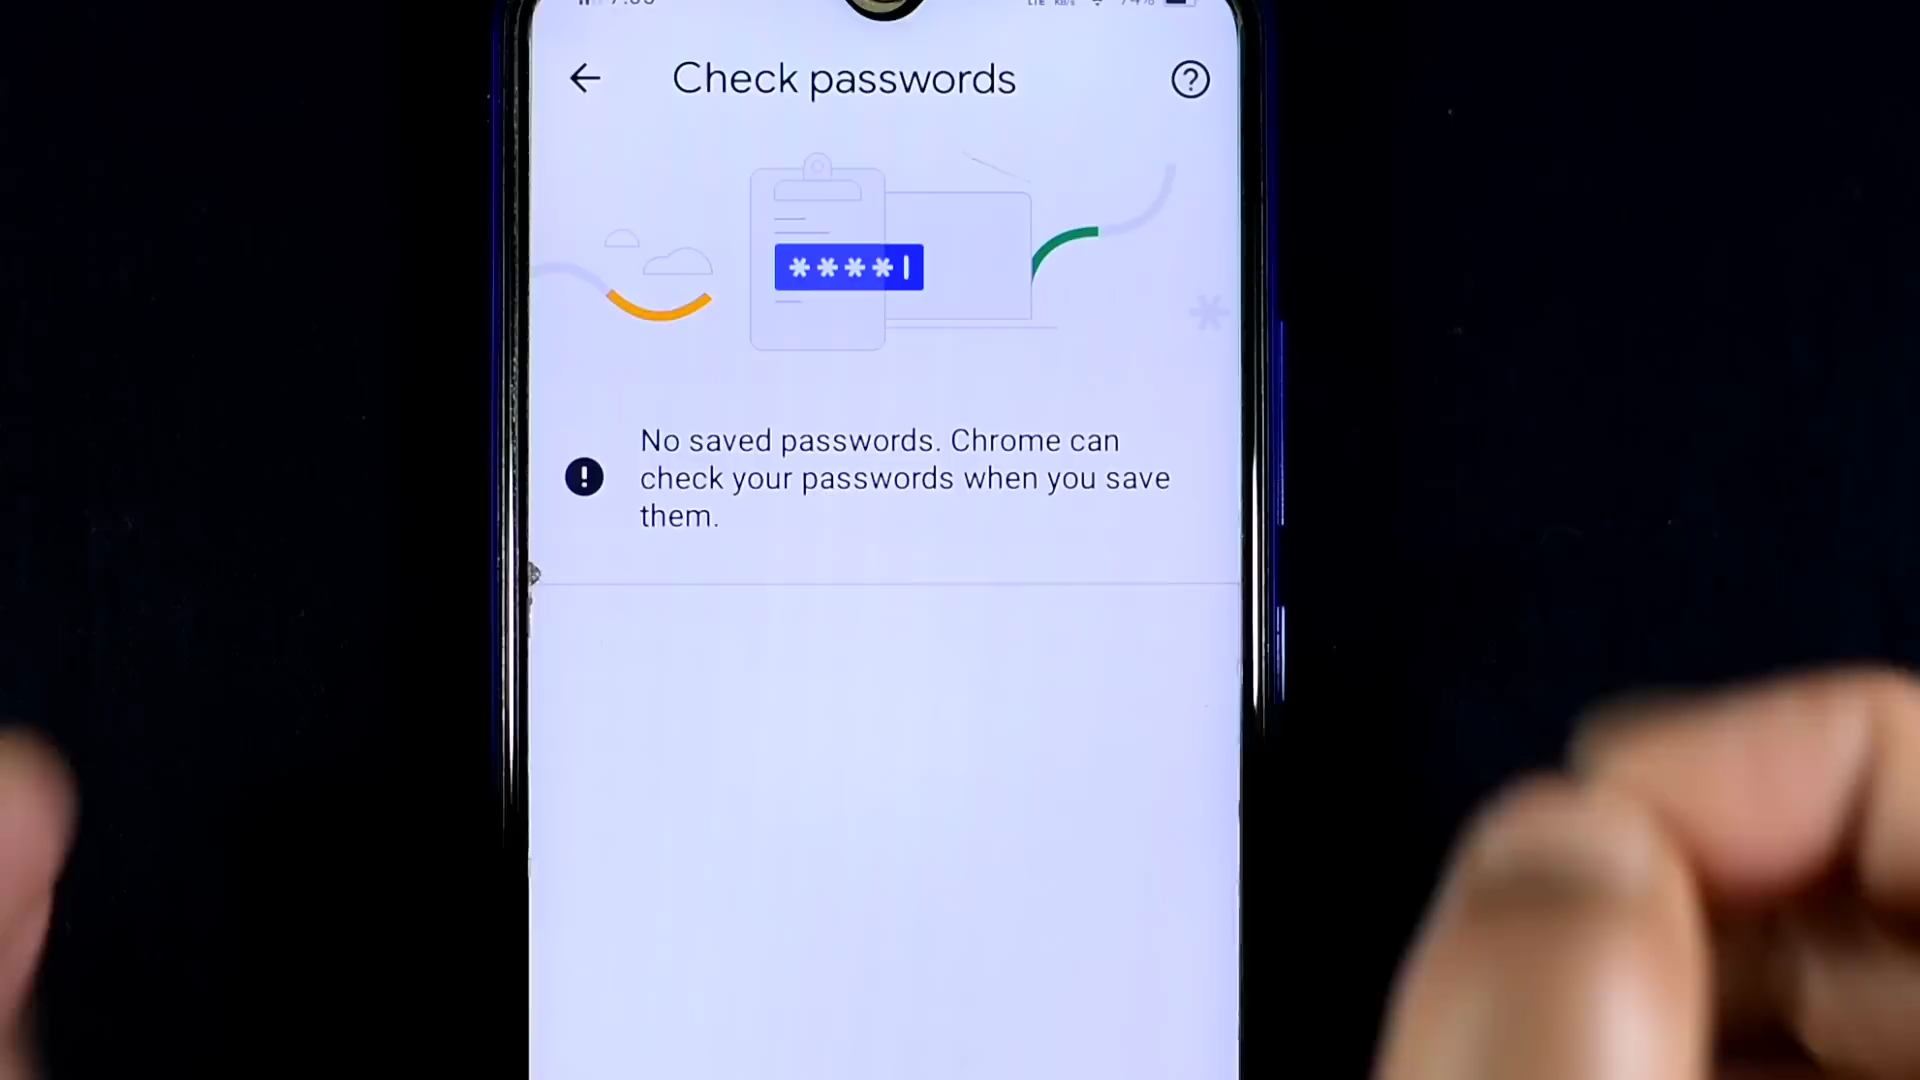 Check passwords
****
No saved passwords. Chrome can
check your passwords when you save
them.